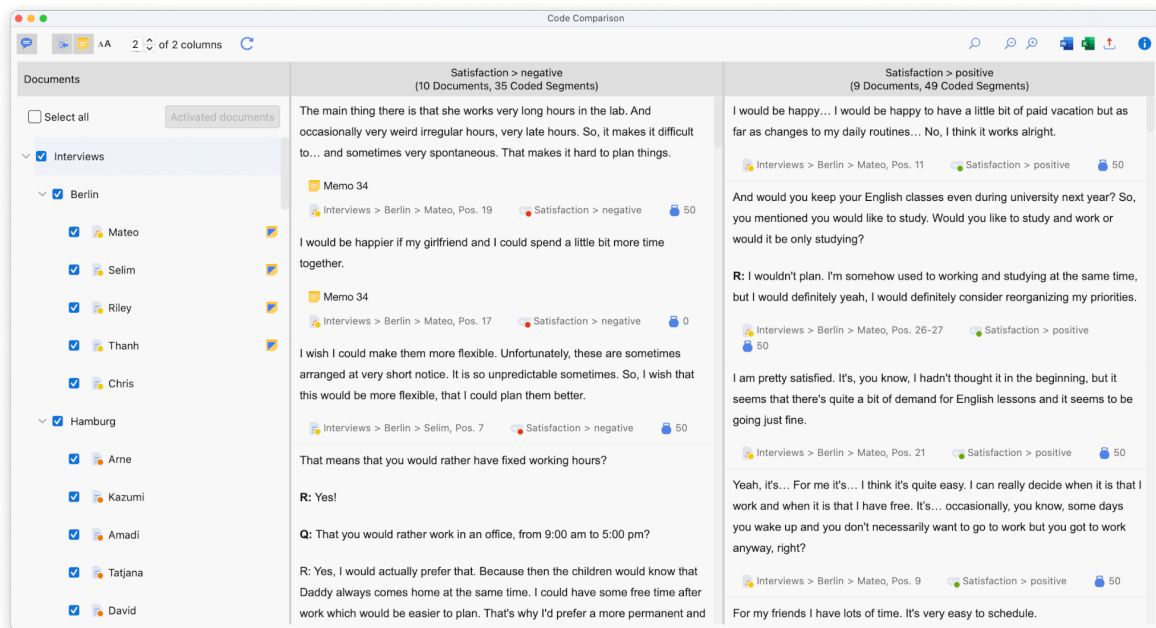 Code Comparison
AA 2 of 2 columns
Documents
Select all Activated documents
Interviews
Berlin
Mateo
Selim
Riley
Thanh
Chris
Hamburg
Arne
Kazumi
Amadi
Tatjana
David
Satisfaction > negative
(10 Documents, 35 Coded Segments)
The main thing there is that she works very long hours in the lab. And
occasionally very weird irregular hours, very late hours. So, it makes it difficult
to… and sometimes very spontaneous. That makes it hard to plan things.
Memo 34
Interviews > Berlin > Mateo, Pos. 19 Satisfaction > negative 50
I would be happier if my girlfriend and I could spend a little bit more time
together.
Memo 34
Interviews > Berlin > Mateo, Pos. 17 Satisfaction > negative 0
I wish I could make them more flexible. Unfortunately, these are sometimes
arranged at very short notice. It is so unpredictable sometimes. So, I wish that
this would be more flexible, that I could plan them better.
Interviews > Berlin > Selim, Pos. 7 Satisfaction > negative 50
That means that you would rather have fixed working hours?
R: Yes!
Q: That you would rather work in an office, from 9:00 am to 5:00 pm?
R: Yes, I would actually prefer that. Because then the children would know that
Daddy always comes home at the same time. I could have some free time after
work which would be easier to plan. That's why I'd prefer a more permanent and
Satisfaction > positive
(9 Documents, 49 Coded Segments)
I would be happy… I would be happy to have a little bit of paid vacation but as
far as changes to my daily routines… No, I think it works alright.
Interviews > Berlin > Mateo, Pos. 11 Satisfaction > positive 50
And would you keep your English classes even during university next year? So,
you mentioned you would like to study. Would you like to study and work or
would it be only studying?
R: I wouldn't plan. I'm somehow used to working and studying at the same time,
but I would definitely yeah, I would definitely consider reorganizing my priorities.
Interviews > Berlin > Mateo, Pos. 26-27 Satisfaction > positive
50
I am pretty satisfied. It's, you know, I hadn't thought it in the beginning, but it
seems that there's quite a bit of demand for English lessons and it seems to be
going just fine.
Interviews > Berlin > Mateo, Pos. 21 Satisfaction > positive 50
Yeah, it's… For me it's… I think it's quite easy. I can really decide when it is that I
work and when it is that I have free. It's… occasionally, you know, some days
you wake up and you don't necessarily want to go to work but you got to work
anyway, right?
Interviews > Berlin > Mateo, Pos. 9 Satisfaction > positive 50
For my friends I have lots of time. It's very easy to schedule.